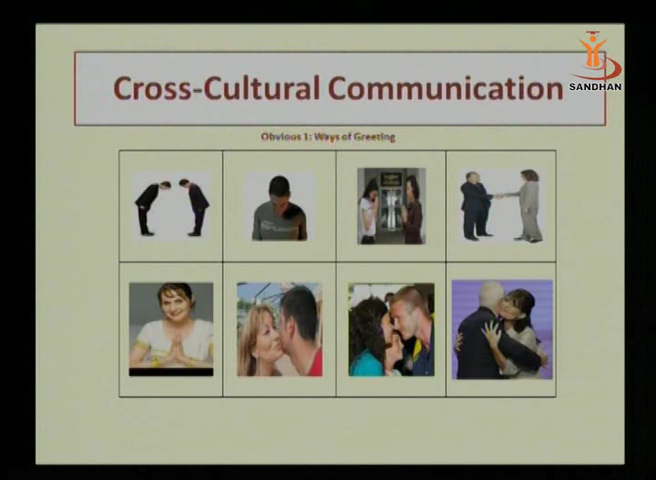 SANDHAN
Cross-Cultural Communication
Obvious 1: Ways of Greeting